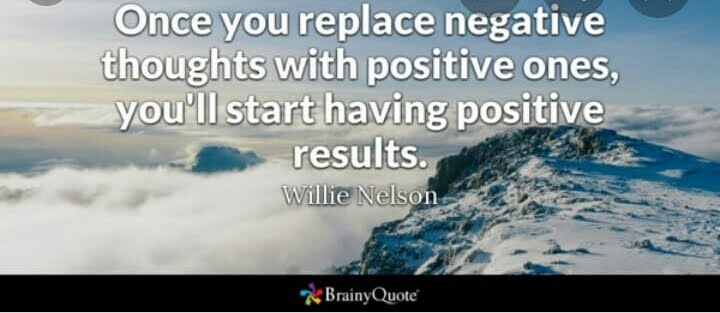 Once you replace negative
thoughts with positive ones,
you'll start having positive
results.
Willie Nelson
BrainyQuote